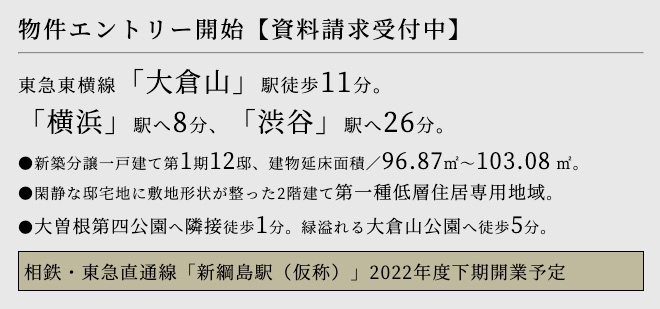 物件エントリー開始【資料請求受付中】
東急東横線「大倉山」駅徒歩11分。
「横浜」駅へ8分、「渋谷」駅へ26分。
●新築分譲一戸建て第1期12邸、建物延床面積／96.87㎡〜103.08 ㎡。
●閑静な邸宅地に敷地形状が整った2階建て第一種低層住居専用地域。
●大曽根第四公園へ隣接徒歩1分。緑溢れる大倉山公園へ徒歩5分。
相鉄・東急直通線「新綱島駅（仮称）」2022年度下期開業予定